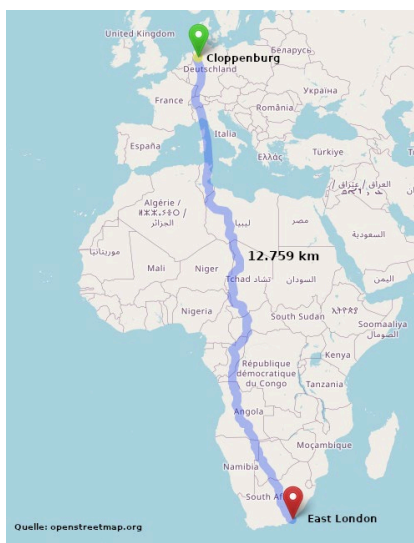 United Kingdom
Cloppenburg
Беларусь
Deutschland
Україна
France
România
Italia
España
Ελλάς
Türkiye
Algérie /
ⵍⵣⵣⴰⵢⴻⵔ /
الجزائر
ليبيا
مصر
السعودية
موريتانيا
12.759 km
Mali
Niger
Tchad تشاد
السودان
اليمن
Nigeria
South Sudan
Soomaaliya
الصومال
République
démocratique
du Congo
Kenya
Tanzania
Angola
Moçambique
Namibia
South Af
East London
Quelle: openstreetmap.org